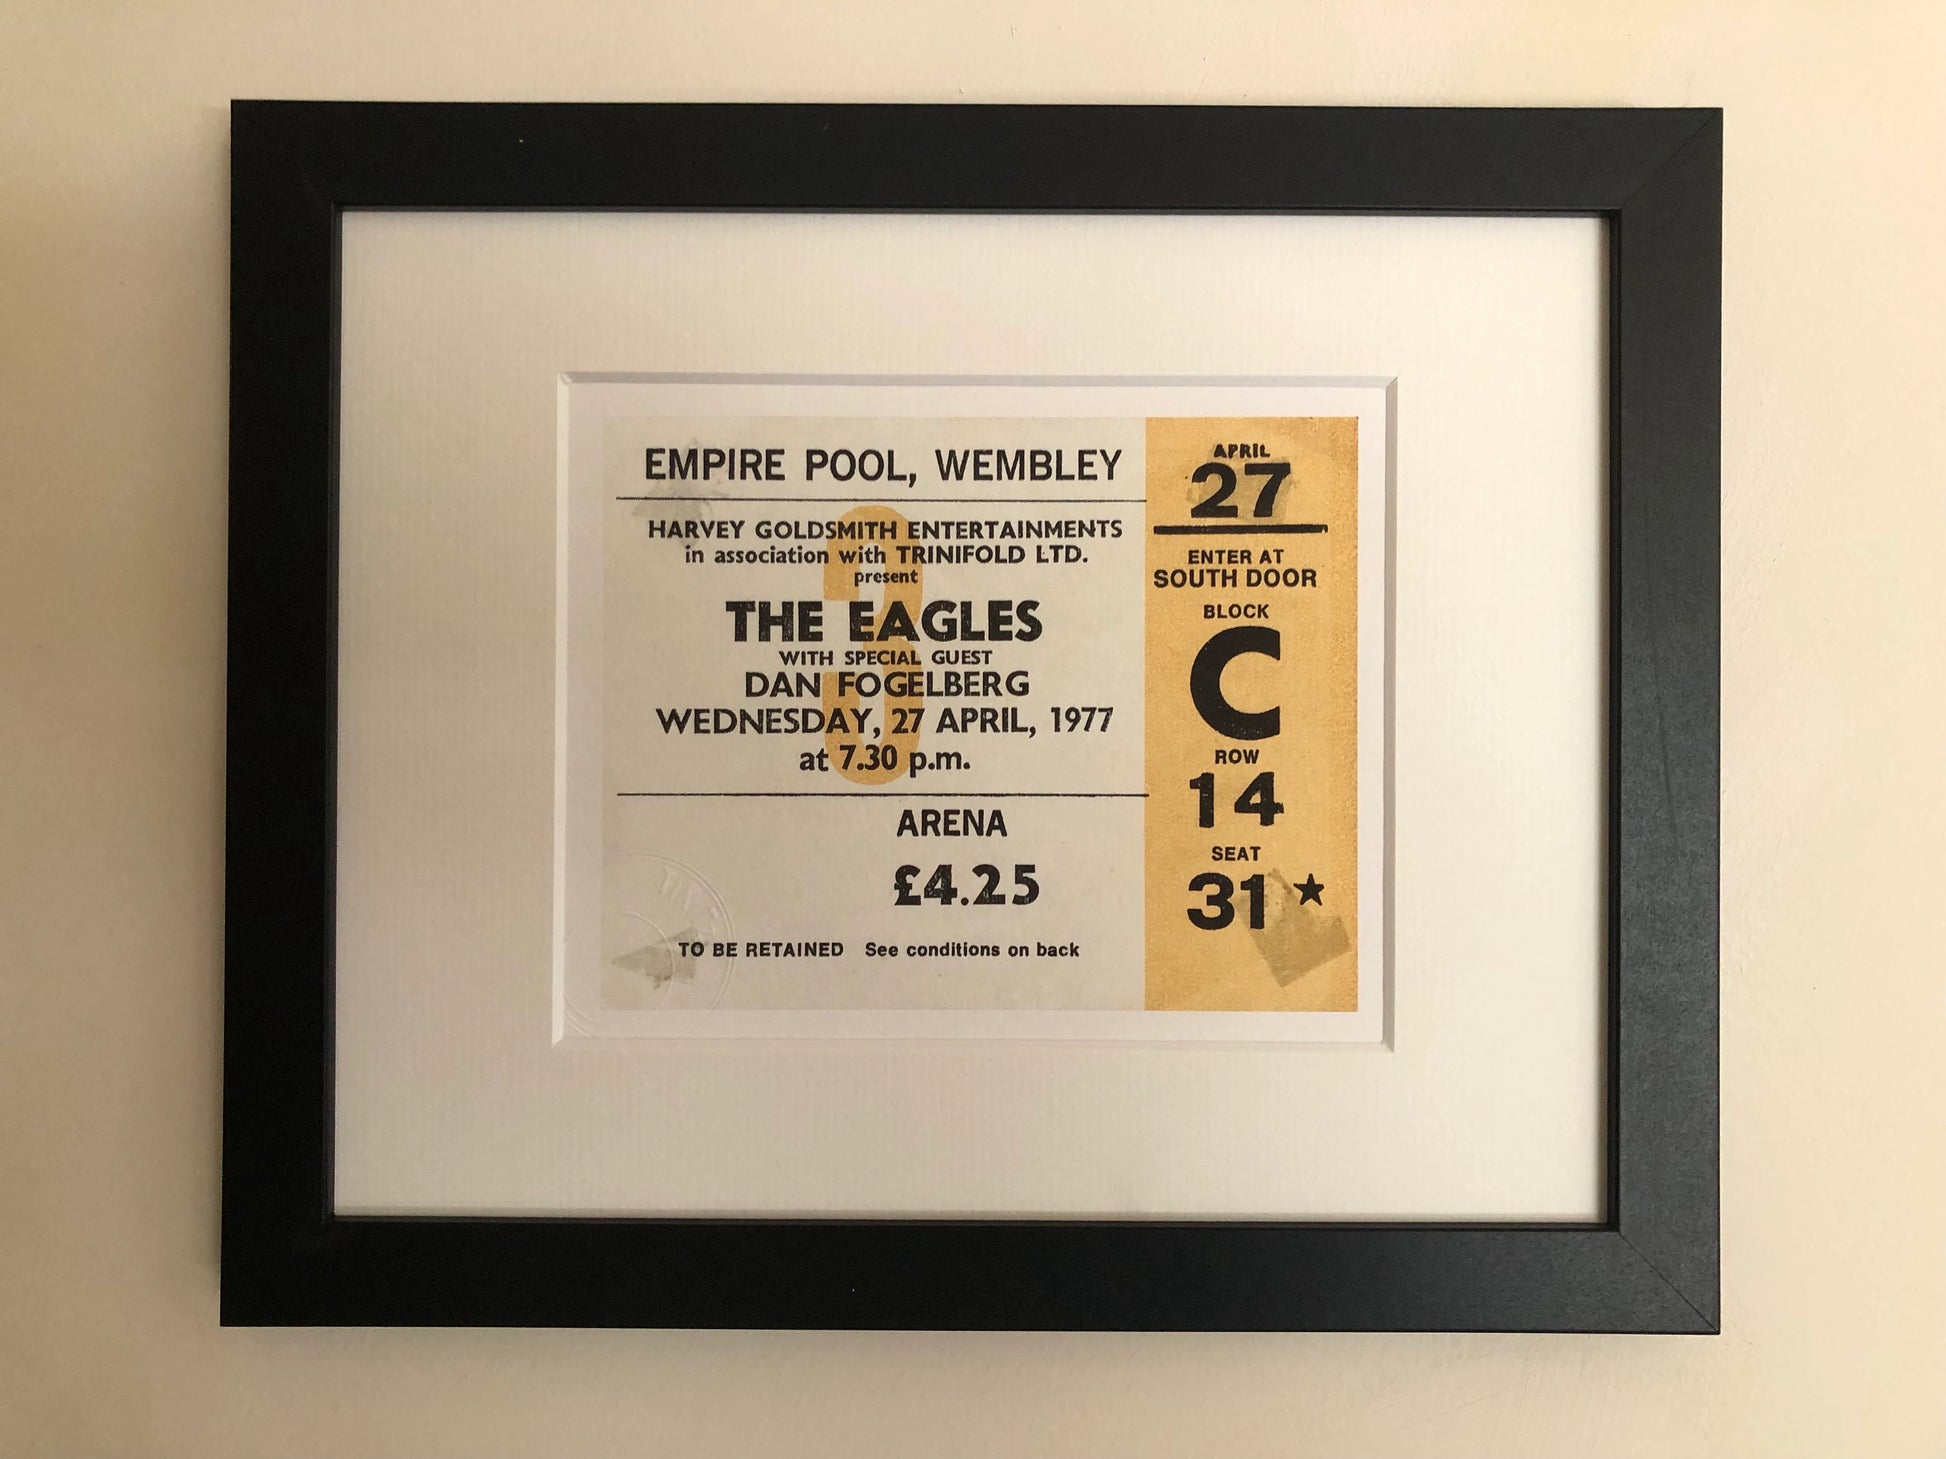 EMPIRE POOL, WEMBLEY
HARVEY GOLDSMITH ENTERTAINMENTS
in association with TRINIFOLD LTD.
present
3
THE EAGLES
WITH SPECIAL GUEST
DAN FOGELBERG
WEDNESDAY, 27 APRIL, 1977
at 7.30 p.m.
ARENA
£4.25
TO BE RETAINED See conditions on back
APRIL
27
ENTER AT
SOUTH DOOR
BLOCK
C
ROW
14
SEAT
31 ★